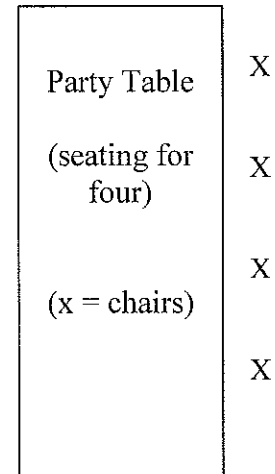 Party Table
X
(seating for
four)
X
(x = chairs)
X
X